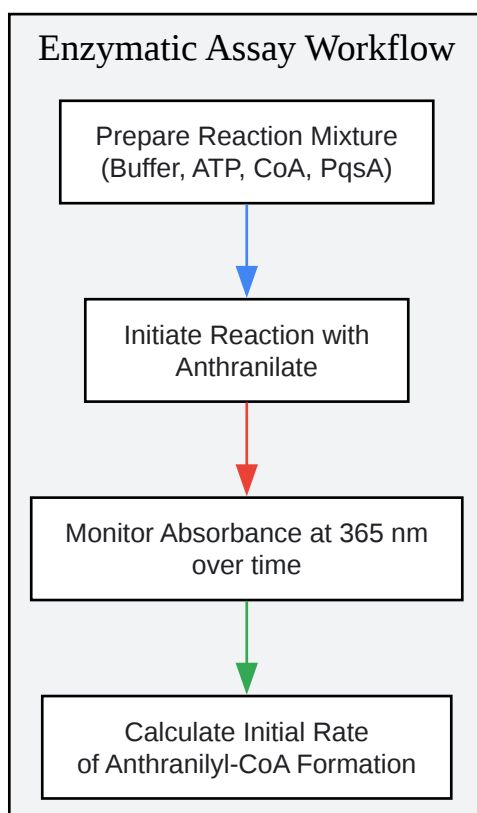 Enzymatic Assay Workflow
Prepare Reaction Mixture
(Buffer, ATP, CoA, PqsA)
Initiate Reaction with
Anthranilate
Monitor Absorbance at 365 nm
over time
Calculate Initial Rate
of Anthranilyl-CoA Formation